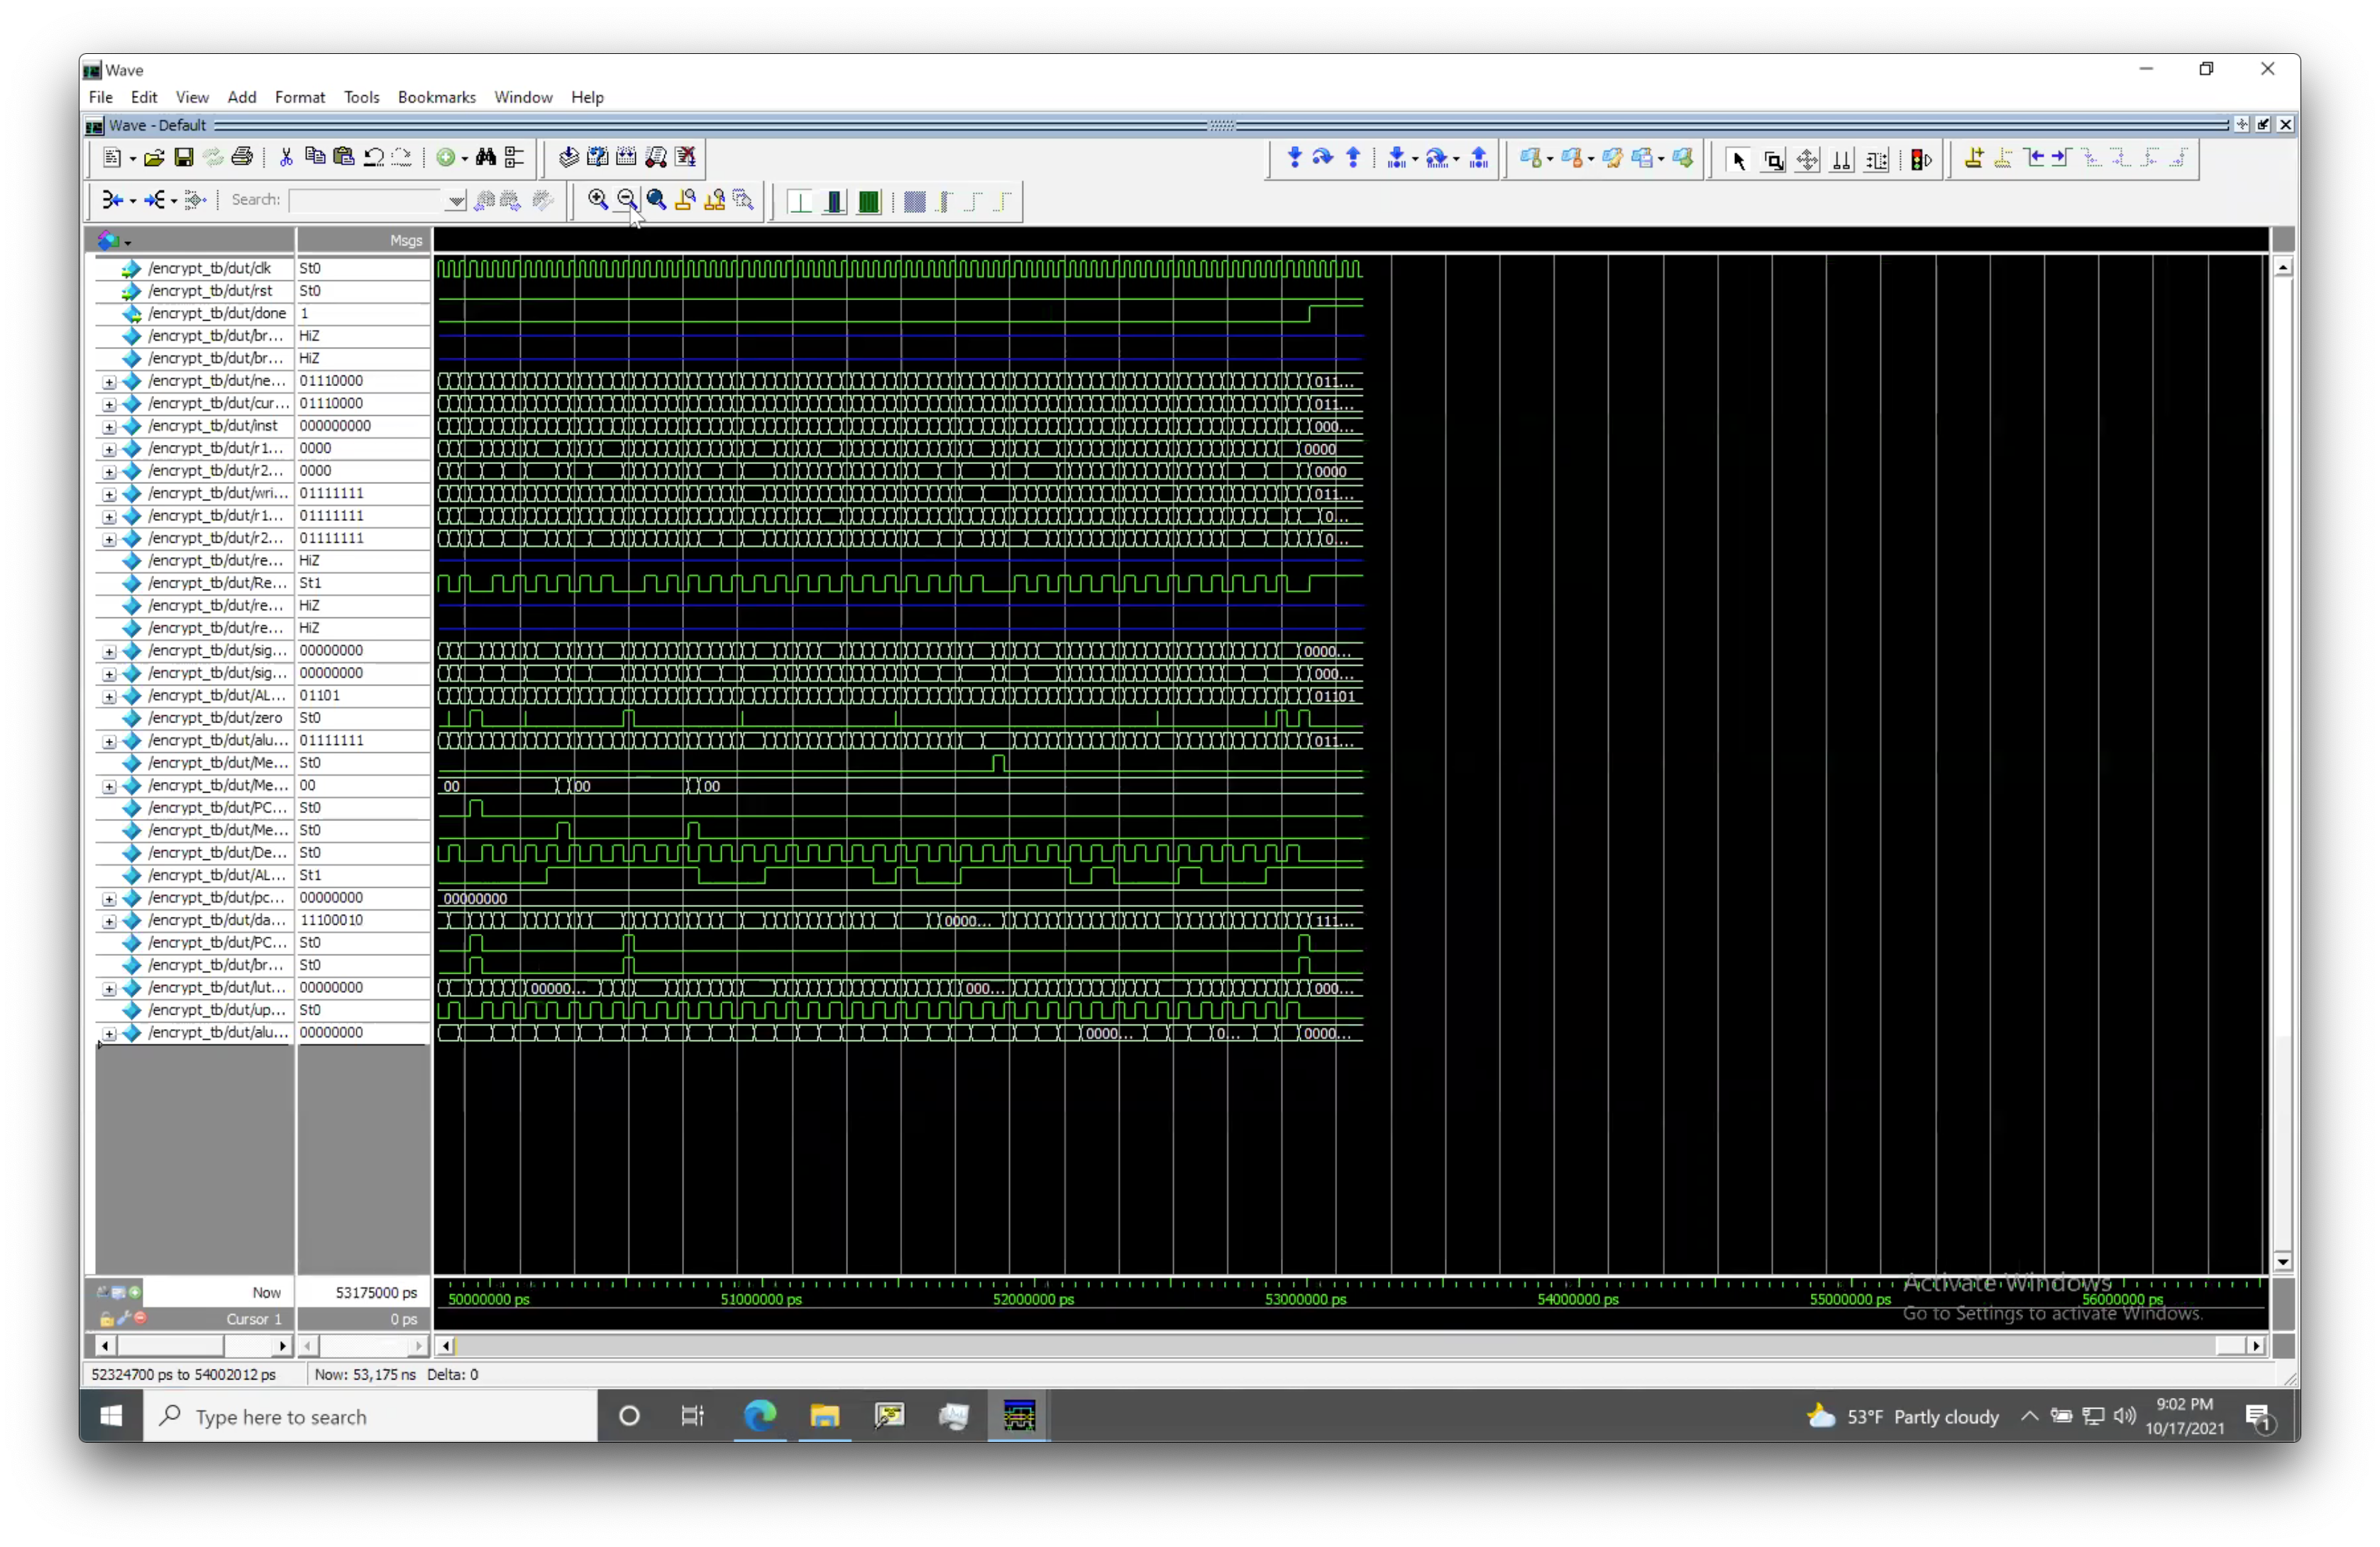 Wave
File Edit View Add Format Tools Bookmarks Window Help
Wave - Default
Search:
Msgs
/encrypt_tb/dut/clk St0
/encrypt_tb/dut/rst St0
/encrypt_tb/dut/done 1
/encrypt_tb/dut/br... HiZ
/encrypt_tb/dut/br... HiZ
/encrypt_tb/dut/ne... 01110000 011...
/encrypt_tb/dut/cur... 01110000 011...
/encrypt_tb/dut/inst 000000000 000...
/encrypt_tb/dut/r1... 0000 0000
/encrypt_tb/dut/r2... 0000 0000
/encrypt_tb/dut/wri... 01111111 011...
/encrypt_tb/dut/r1... 01111111 0...
/encrypt_tb/dut/r2... 01111111 0...
/encrypt_tb/dut/re... HiZ
/encrypt_tb/dut/Re... St1
/encrypt_tb/dut/re... HiZ
/encrypt_tb/dut/re... HiZ
/encrypt_tb/dut/sig... 00000000 0000...
/encrypt_tb/dut/sig... 00000000 000...
/encrypt_tb/dut/AL... 01101 01101
/encrypt_tb/dut/zero St0
/encrypt_tb/dut/alu... 01111111 011...
/encrypt_tb/dut/Me... St0
/encrypt_tb/dut/Me... 00 00 00 00
/encrypt_tb/dut/PC... St0
/encrypt_tb/dut/Me... St0
/encrypt_tb/dut/De... St0
/encrypt_tb/dut/AL... St1
/encrypt_tb/dut/pc... 00000000 00000000
/encrypt_tb/dut/da... 11100010 0000... 111...
/encrypt_tb/dut/PC... St0
/encrypt_tb/dut/br... St0
/encrypt_tb/dut/lut... 00000000 00000... 000... 000...
/encrypt_tb/dut/up... St0
/encrypt_tb/dut/alu... 00000000 0000... 0... 0000...
Now 53175000 ps
50000000 ps 51000000 ps 52000000 ps 53000000 ps 54000000 ps 55000000 ps 56000000 ps
Cursor 1 0 ps
Activate Windows
Go to Settings to activate Windows.
52324700 ps to 54002012 ps Now: 53,175 ns Delta: 0
Type here to search
53°F Partly cloudy
9:02 PM
10/17/2021
1